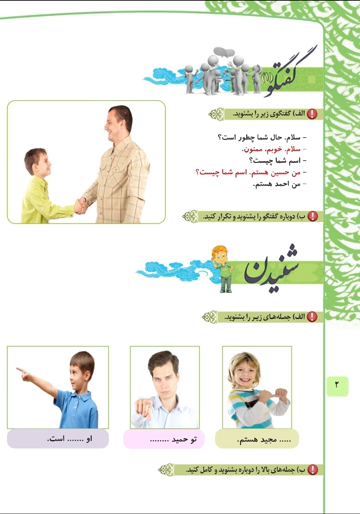 گفتگو (۱)
الف) گفتگوی زیر را بشنوید.
- سلام. حال شما چطور است؟
- سلام. خوبم. ممنون.
- اسم شما چیست؟
- من حسین هستم. اسم شما چیست؟
- من احمد هستم.
ب) دوباره گفتگو را بشنوید و تکرار کنید.
شنیدن
الف) جمله‌های زیر را بشنوید.
..... مجید هستم.
تو حمید ........
او ....... است.
ب) جمله‌های بالا را دوباره بشنوید و کامل کنید.
۲